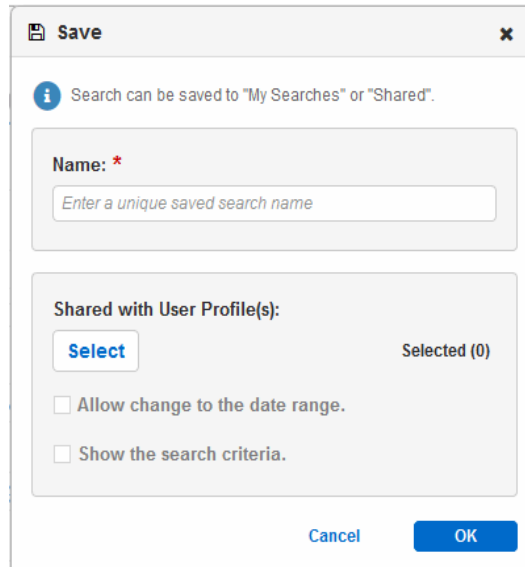 Save
Search can be saved to "My Searches" or "Shared".
Name: *
Enter a unique saved search name
Shared with User Profile(s):
Select Selected (0)
Allow change to the date range.
Show the search criteria.
Cancel OK